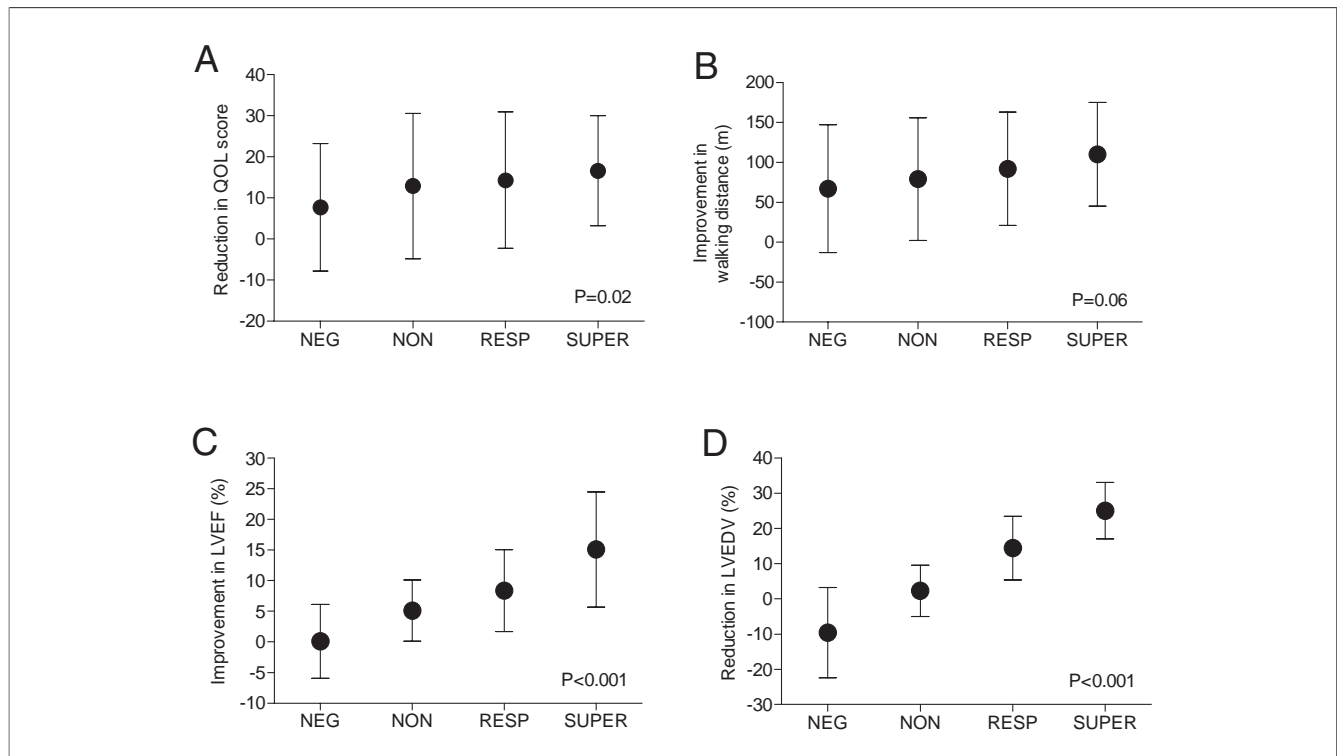 A
Reduction in QOL score
40
30
20
10
0
-10
-20
P=0.02
NEG NON RESP SUPER
B
Improvement in
walking distance (m)
200
150
100
50
0
-50
-100
P=0.06
NEG NON RESP SUPER
C
Improvement in LVEF (%)
30
25
20
15
10
5
0
-5
-10
P<0.001
NEG NON RESP SUPER
D
Reduction in LVEDV (%)
40
30
20
10
0
-10
-20
-30
P<0.001
NEG NON RESP SUPER